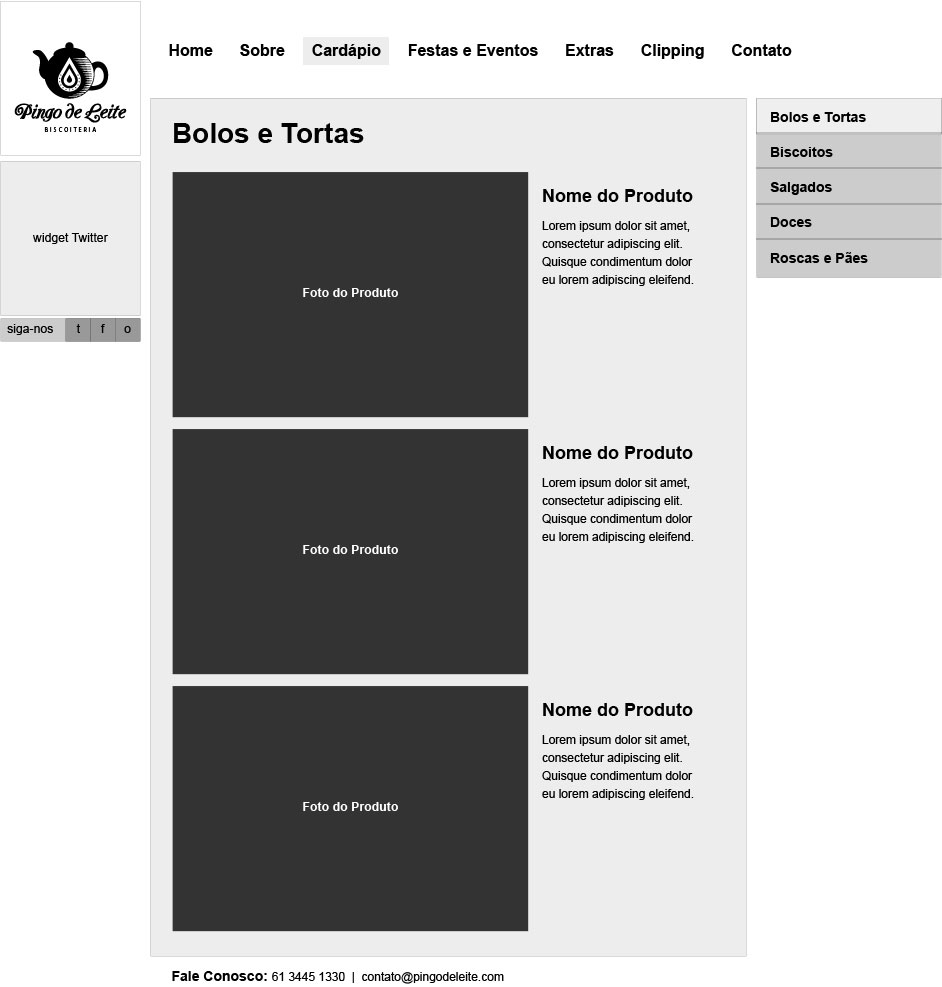 Pingo de Leite
BISCOITERIA
Home Sobre Cardápio Festas e Eventos Extras Clipping Contato
widget Twitter
siga-nos t f o
Bolos e Tortas
Foto do Produto
Nome do Produto
Lorem ipsum dolor sit amet,
consectetur adipiscing elit.
Quisque condimentum dolor
eu lorem adipiscing eleifend.
Foto do Produto
Nome do Produto
Lorem ipsum dolor sit amet,
consectetur adipiscing elit.
Quisque condimentum dolor
eu lorem adipiscing eleifend.
Foto do Produto
Nome do Produto
Lorem ipsum dolor sit amet,
consectetur adipiscing elit.
Quisque condimentum dolor
eu lorem adipiscing eleifend.
Bolos e Tortas
Biscoitos
Salgados
Doces
Roscas e Pães
Fale Conosco: 61 3445 1330 | contato@pingodeleite.com